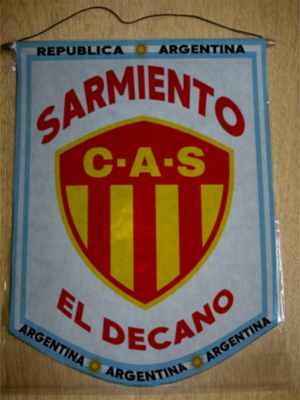 REPUBLICA ARGENTINA
SARMIENTO
C·A·S
EL DECANO
ARGENTINA ARGENTINA ARGENTINA